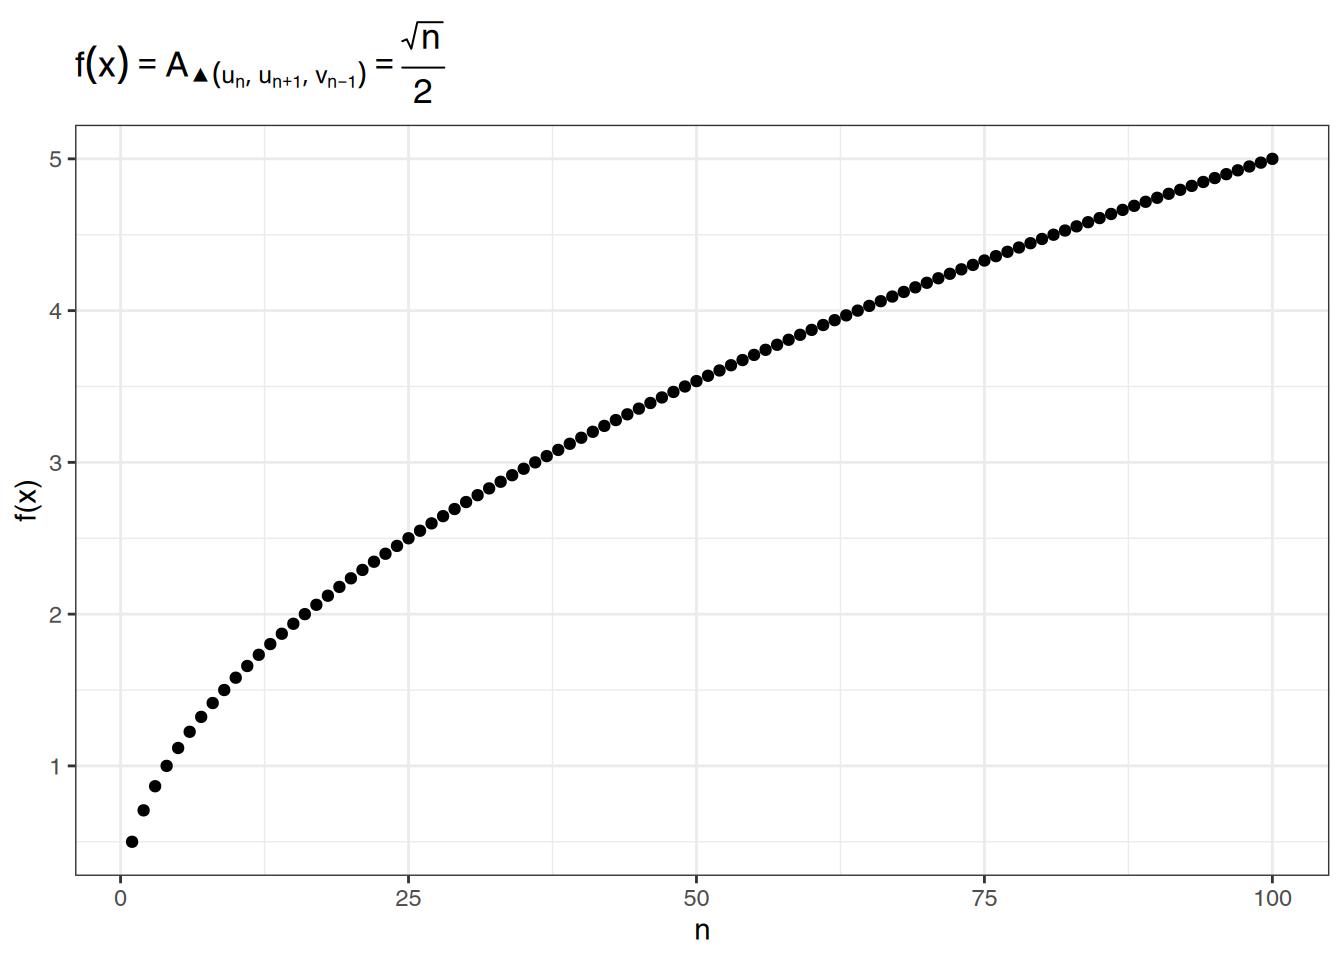 f(x) = A▲(uₙ, uₙ₊₁, vₙ₋₁) = √n/2
5
4
3
2
1
f(x)
0 25 50 75 100
n